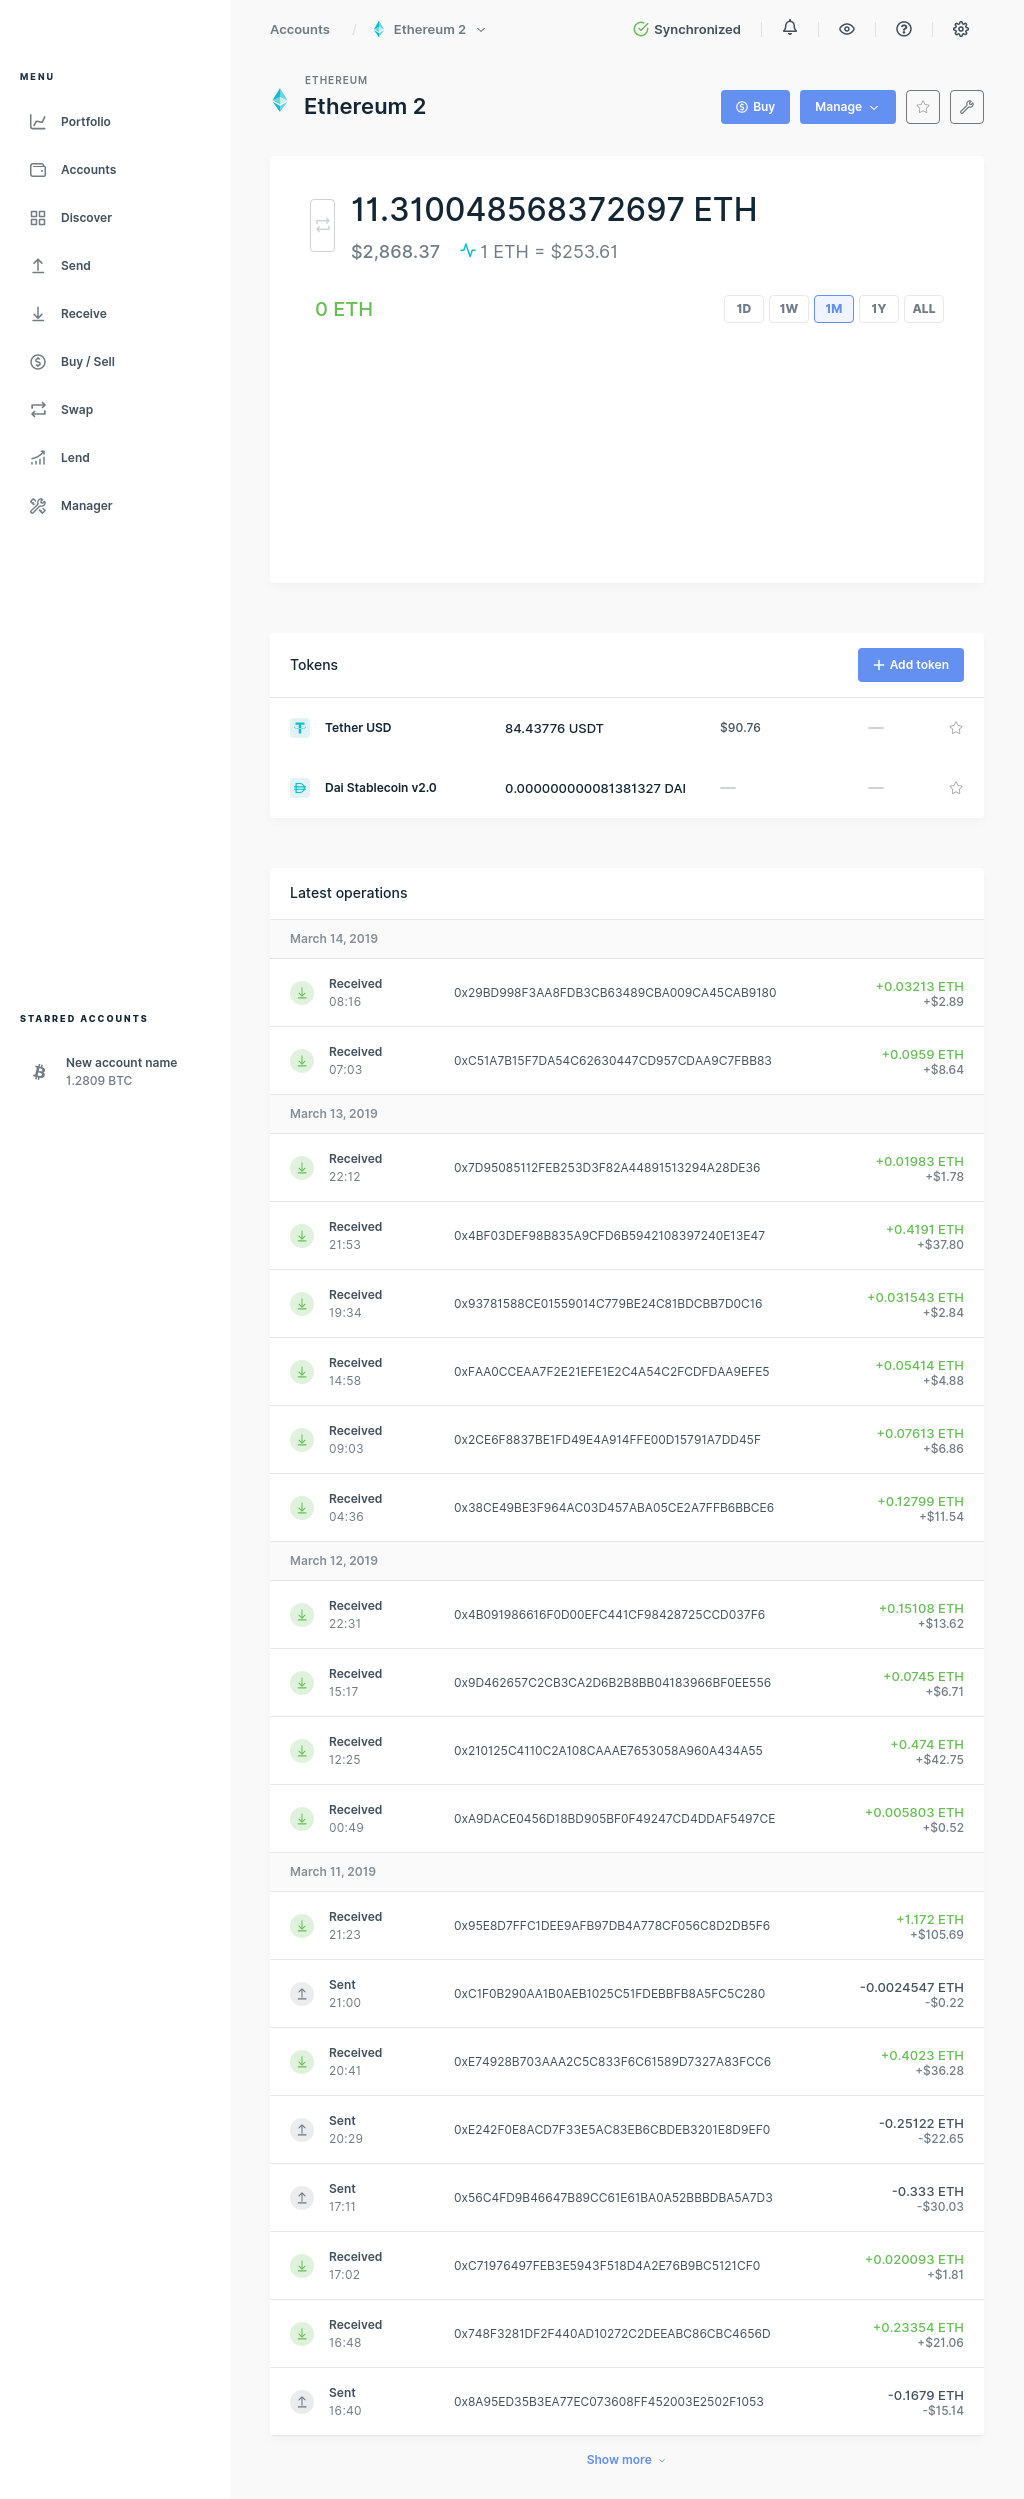 Accounts / Ethereum 2
Synchronized
MENU
Portfolio
Accounts
Discover
Send
Receive
Buy / Sell
Swap
Lend
Manager
STARRED ACCOUNTS
New account name
1.2809 BTC
ETHEREUM
Ethereum 2
Buy
Manage
11.310048568372697 ETH
$2,868.37 1 ETH = $253.61
0 ETH
1D 1W 1M 1Y ALL
Tokens
Add token
Tether USD 84.43776 USDT $90.76 —
Dai Stablecoin v2.0 0.000000000081381327 DAI — —
Latest operations
March 14, 2019
Received 0x29BD998F3AA8FDB3CB63489CBA009CA45CAB9180 +0.03213 ETH
08:16 +$2.89
Received 0xC51A7B15F7DA54C62630447CD957CDAA9C7FBB83 +0.0959 ETH
07:03 +$8.64
March 13, 2019
Received 0x7D95085112FEB253D3F82A44891513294A28DE36 +0.01983 ETH
22:12 +$1.78
Received 0x4BF03DEF98B835A9CFD6B5942108397240E13E47 +0.4191 ETH
21:53 +$37.80
Received 0x93781588CE01559014C779BE24C81BDCBB7D0C16 +0.031543 ETH
19:34 +$2.84
Received 0xFAA0CCEAA7F2E21EFE1E2C4A54C2FCDFDAA9EFE5 +0.05414 ETH
14:58 +$4.88
Received 0x2CE6F8837BE1FD49E4A914FFE00D15791A7DD45F +0.07613 ETH
09:03 +$6.86
Received 0x38CE49BE3F964AC03D457ABA05CE2A7FFB6BBCE6 +0.12799 ETH
04:36 +$11.54
March 12, 2019
Received 0x4B091986616F0D00EFC441CF98428725CCD037F6 +0.15108 ETH
22:31 +$13.62
Received 0x9D462657C2CB3CA2D6B2B8BB04183966BF0EE556 +0.0745 ETH
15:17 +$6.71
Received 0x210125C4110C2A108CAAAE7653058A960A434A55 +0.474 ETH
12:25 +$42.75
Received 0xA9DACE0456D18BD905BF0F49247CD4DDAF5497CE +0.005803 ETH
00:49 +$0.52
March 11, 2019
Received 0x95E8D7FFC1DEE9AFB97DB4A778CF056C8D2DB5F6 +1.172 ETH
21:23 +$105.69
Sent 0xC1F0B290AA1B0AEB1025C51FDEBBFB8A5FC5C280 -0.0024547 ETH
21:00 -$0.22
Received 0xE74928B703AAA2C5C833F6C61589D7327A83FCC6 +0.4023 ETH
20:41 +$36.28
Sent 0xE242F0E8ACD7F33E5AC83EB6CBDEB3201E8D9EF0 -0.25122 ETH
20:29 -$22.65
Sent 0x56C4FD9B46647B89CC61E61BA0A52BBBDBA5A7D3 -0.333 ETH
17:11 -$30.03
Received 0xC71976497FEB3E5943F518D4A2E76B9BC5121CF0 +0.020093 ETH
17:02 +$1.81
Received 0x748F3281DF2F440AD10272C2DEEABC86CBC4656D +0.23354 ETH
16:48 +$21.06
Sent 0x8A95ED35B3EA77EC073608FF452003E2502F1053 -0.1679 ETH
16:40 -$15.14
Show more